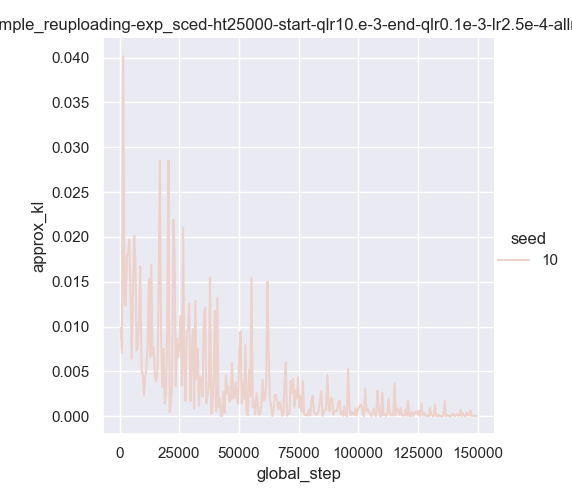 mple_reuploading-exp_sced-ht25000-start-qlr10.e-3-end-qlr0.1e-3-lr2.5e-4-allr
0.040
0.035
0.030
0.025
0.020
0.015
0.010
0.005
0.000
approx_kl
0 25000 50000 75000 100000 125000 150000
global_step
seed
10